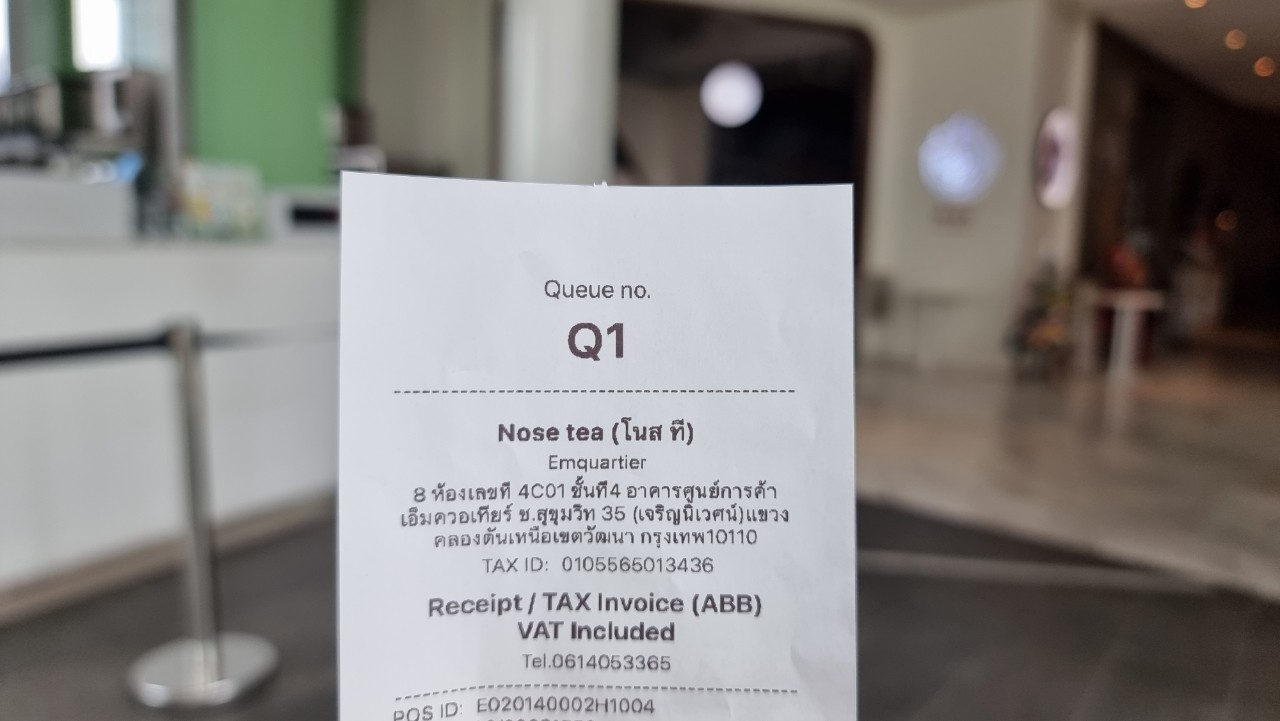 Queue no.
Q1
Nose tea (โนส ที)
Emquartier
8 ห้องเลขที่ 4C01 ชั้นที่4 อาคารศูนย์การค้า
เอ็มควอเทียร์ ซ.สุขุมวิท 35 (เจริญนิเวศน์)แขวง
คลองตันเหนือเขตวัฒนา กรุงเทพ10110
TAX ID: 0105565013436
Receipt / TAX Invoice (ABB)
VAT Included
Tel.0614053365
POS ID: E020140002H1004